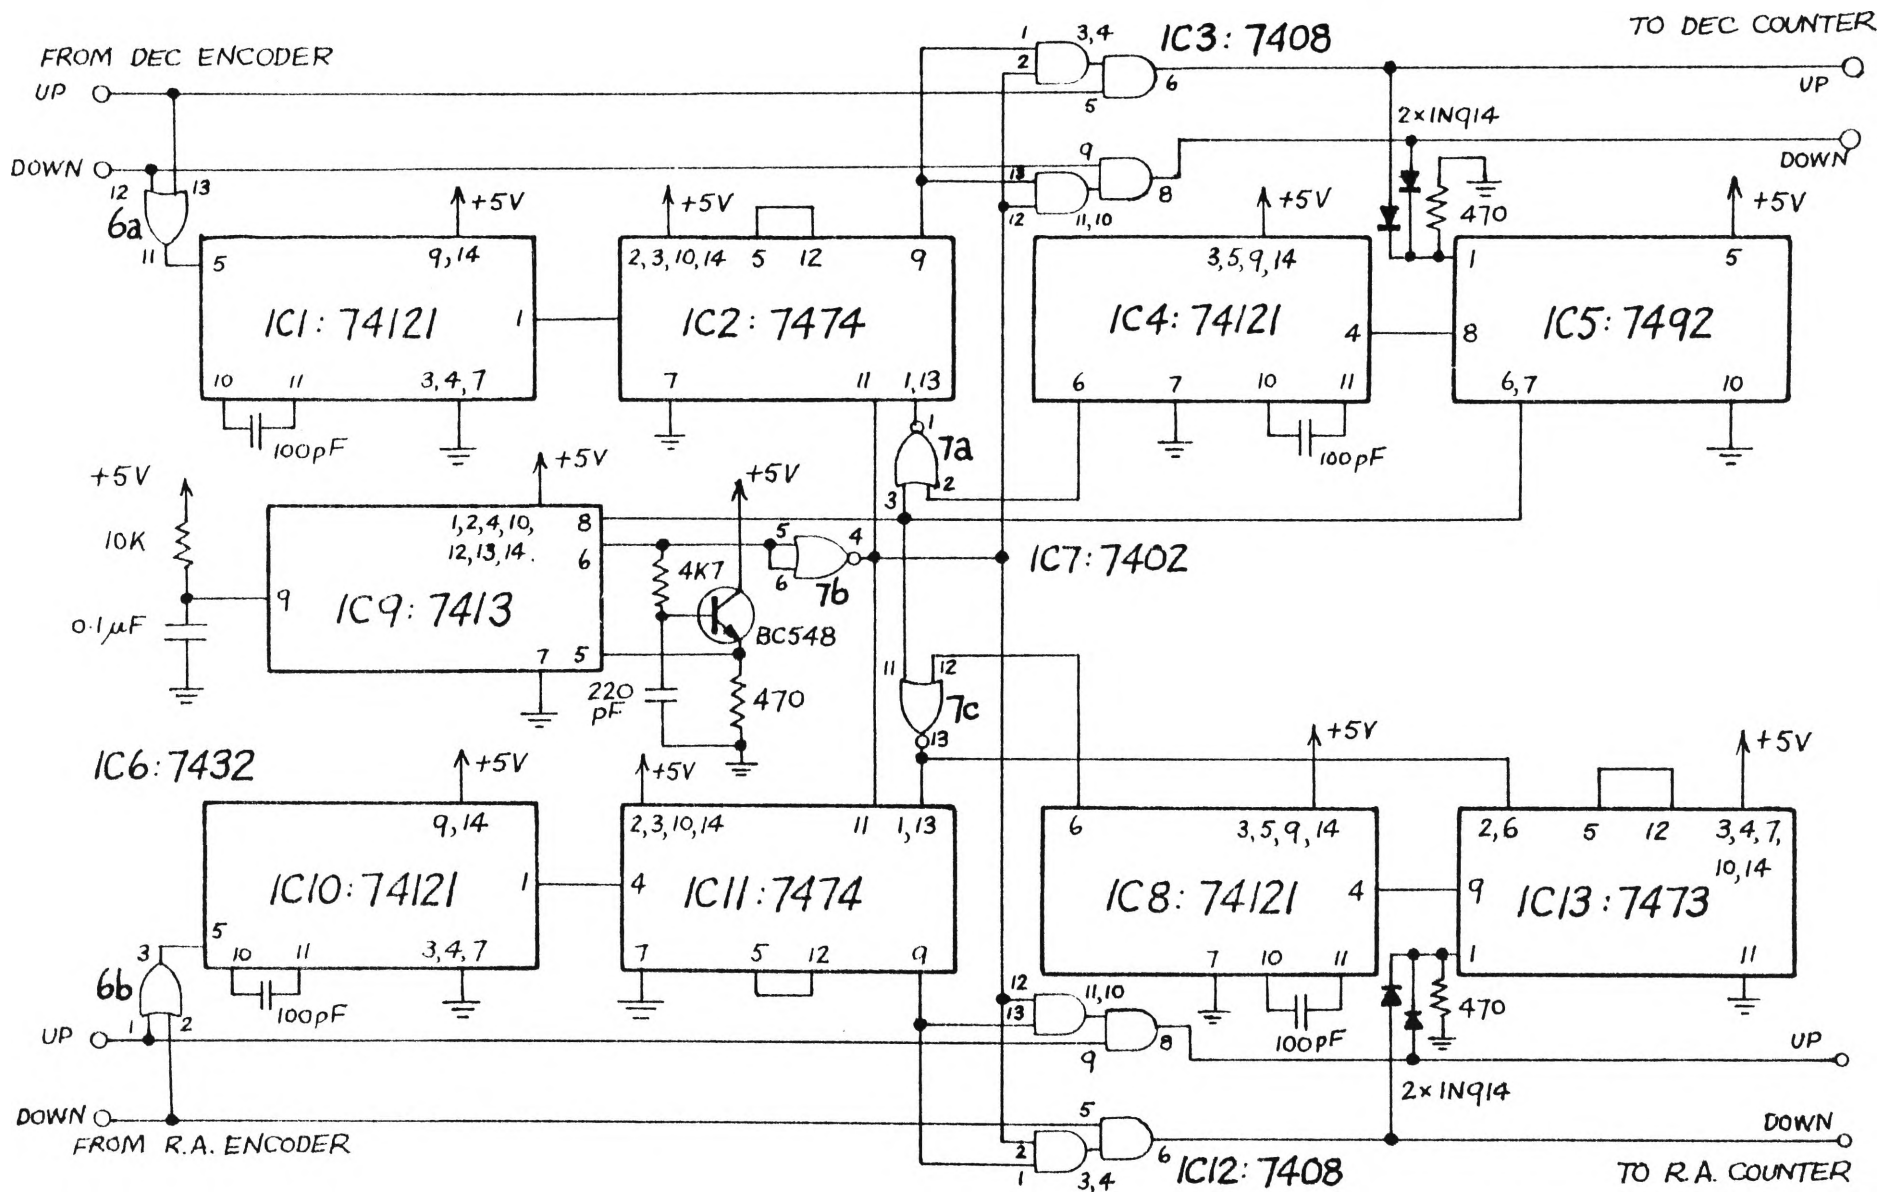 FROM DEC ENCODER
UP
DOWN
12
13
6a
11
1
2
3,4
5
6
IC3: 7408
TO DEC COUNTER
UP
2×1N914
DOWN
9
13
12
11,10
8
470
+5V
+5V
+5V
+5V
5
9,14
IC1: 74121
1
10
11
3,4,7
100pF
2,3,10,14
5
12
9
IC2: 7474
7
11
1,13
3,5,9,14
IC4: 74121
4
6
7
10
11
100pF
1
5
8
IC5: 7492
6,7
10
1
7a
3
2
+5V
10K
0.1µF
+5V
1,2,4,10,
12,13,14.
8
6
9
IC9: 7413
7
5
+5V
4K7
BC548
220
pF
470
5
6
4
7b
IC7: 7402
11
12
7c
13
IC6: 7432
+5V
+5V
+5V
+5V
9,14
IC10: 74121
1
5
10
11
3,4,7
100pF
3
6b
1
2
2,3,10,14
11
1,13
4
IC11: 7474
7
5
12
9
6
3,5,9,14
IC8: 74121
4
7
10
11
100pF
2,6
5
12
3,4,7,
10,14
9
IC13: 7473
1
11
470
12
13
11,10
9
8
UP
UP
2×1N914
DOWN
FROM R.A. ENCODER
5
2
1
3,4
6
IC12: 7408
DOWN
TO R.A. COUNTER